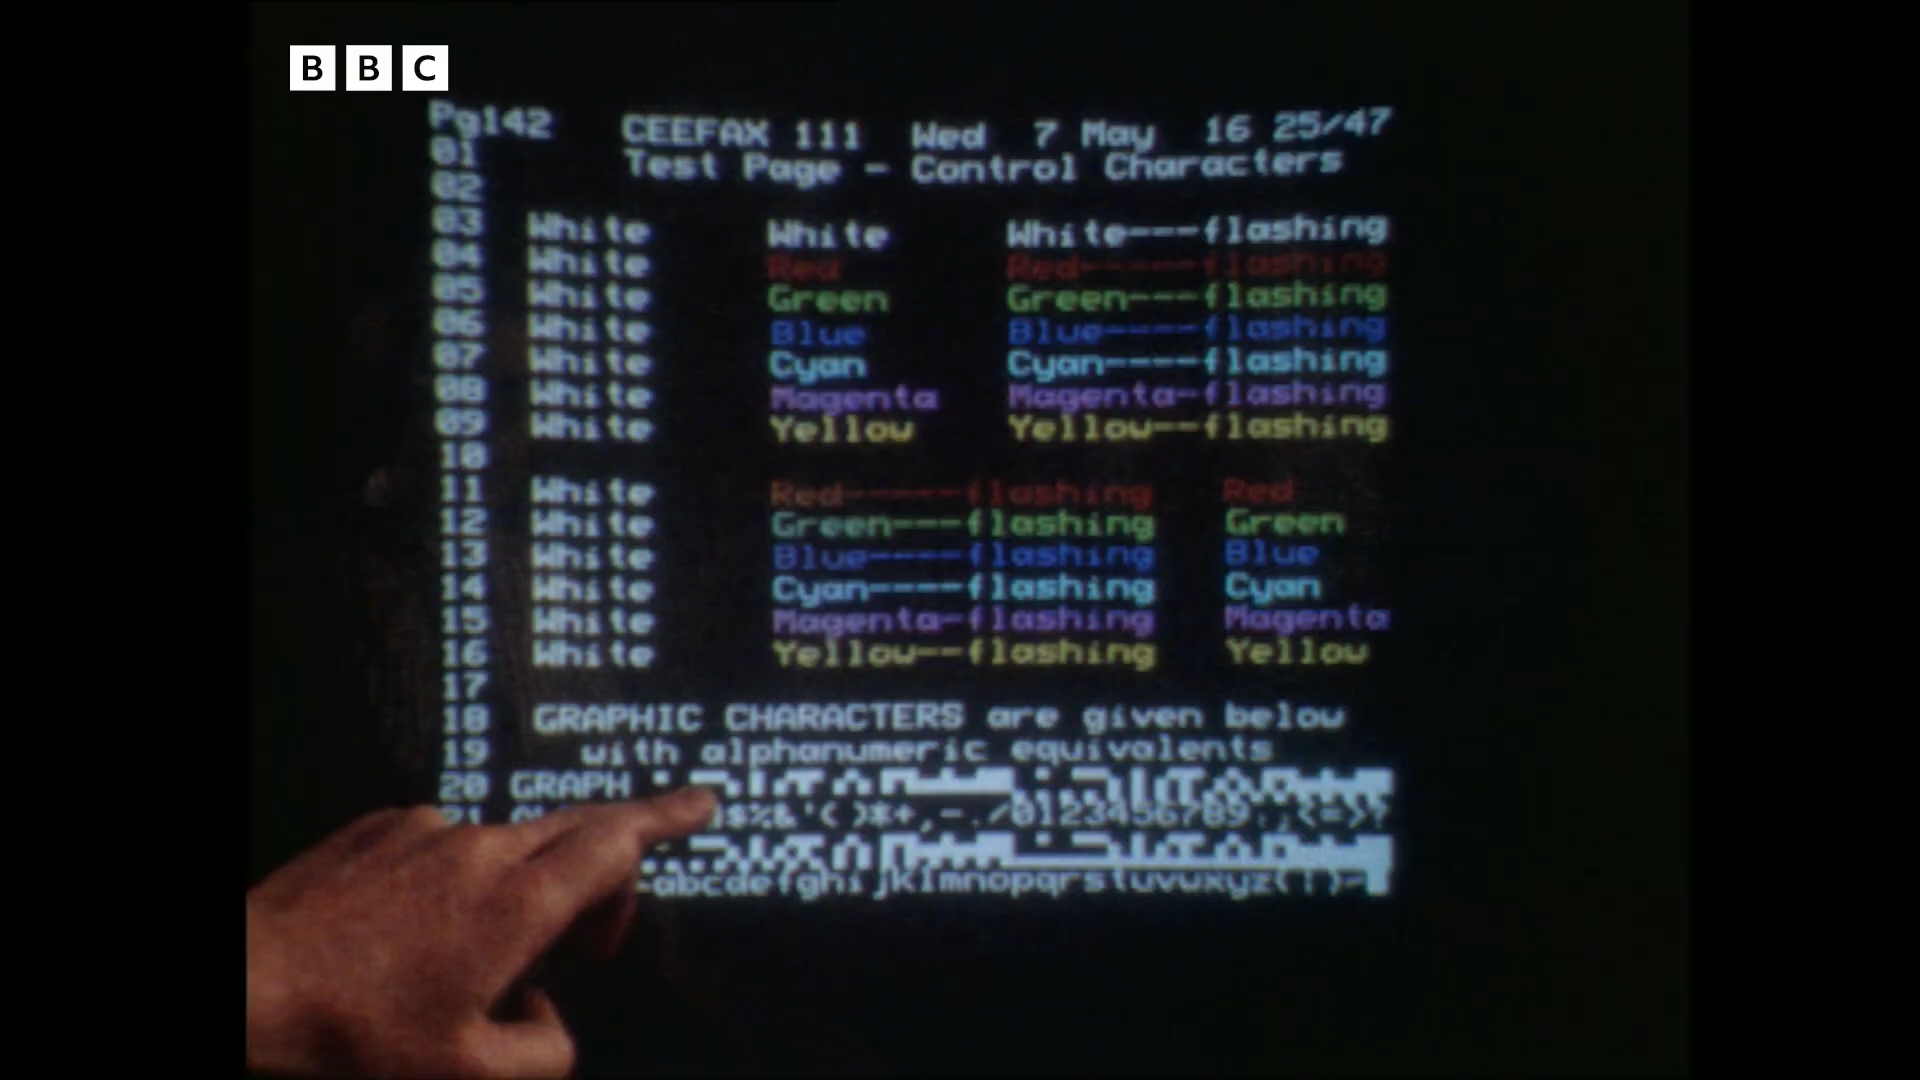 BBC
Pg142 CEEFAX 111 Wed 7 May 16 25/47
01 Test Page - Control Characters
02
03 White White White---flashing
04 White Red Red-----flashing
05 White Green Green---flashing
06 White Blue Blue----flashing
07 White Cyan Cyan----flashing
08 White Magenta Magenta-flashing
09 White Yellow Yellow--flashing
10
11 White Red-----flashing Red
12 White Green---flashing Green
13 White Blue----flashing Blue
14 White Cyan----flashing Cyan
15 White Magenta-flashing Magenta
16 White Yellow--flashing Yellow
17
18 GRAPHIC CHARACTERS are given below
19 with alphanumeric equivalents
20 GRAPH
21 $%&'()*+,-./0123456789:;<=>?
abcdefghijklmnopqrstuvwxyz